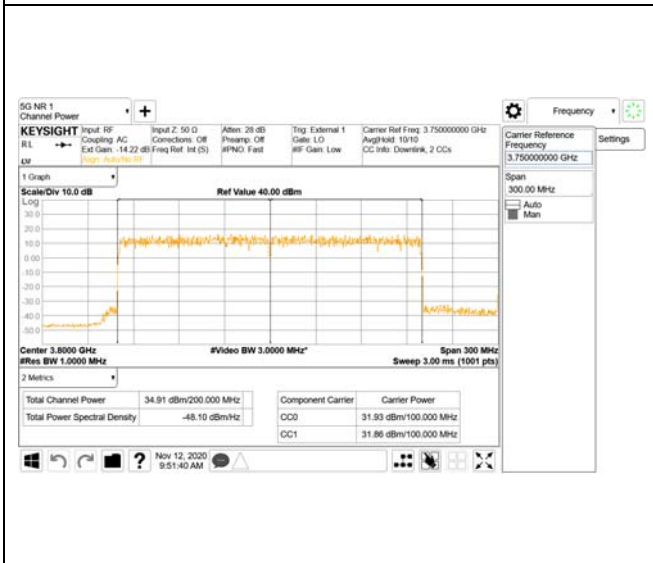 5G NR 1
Channel Power
Frequency
KEYSIGHT Input: RF Input Z: 50 Ω Atten: 28 dB Trig: External 1 Carrier Ref Freq: 3.750000000 GHz
RL Coupling: AC Corrections: Off Preamp: Off Gate: LO Avg|Hold: 10/10
Ext Gain: -14.22 dB Freq Ref: Int (S) #PNO: Fast #IF Gain: Low CC Info: Downlink, 2 CCs
Align: Auto/No RF
Carrier Reference
Frequency
3.750000000 GHz
Settings
Span
300.00 MHz
Auto
Man
1 Graph
Scale/Div 10.0 dB Ref Value 40.00 dBm
Log
30.0
20.0
10.0
0.00
-10.0
-20.0
-30.0
-40.0
-50.0
Center 3.8000 GHz #Video BW 3.0000 MHz* Span 300 MHz
#Res BW 1.0000 MHz Sweep 3.00 ms (1001 pts)
2 Metrics
Total Channel Power 34.91 dBm/200.000 MHz Component Carrier Carrier Power
Total Power Spectral Density -48.10 dBm/Hz CC0 31.93 dBm/100.000 MHz
CC1 31.86 dBm/100.000 MHz
? Nov 12, 2020
9:51:40 AM